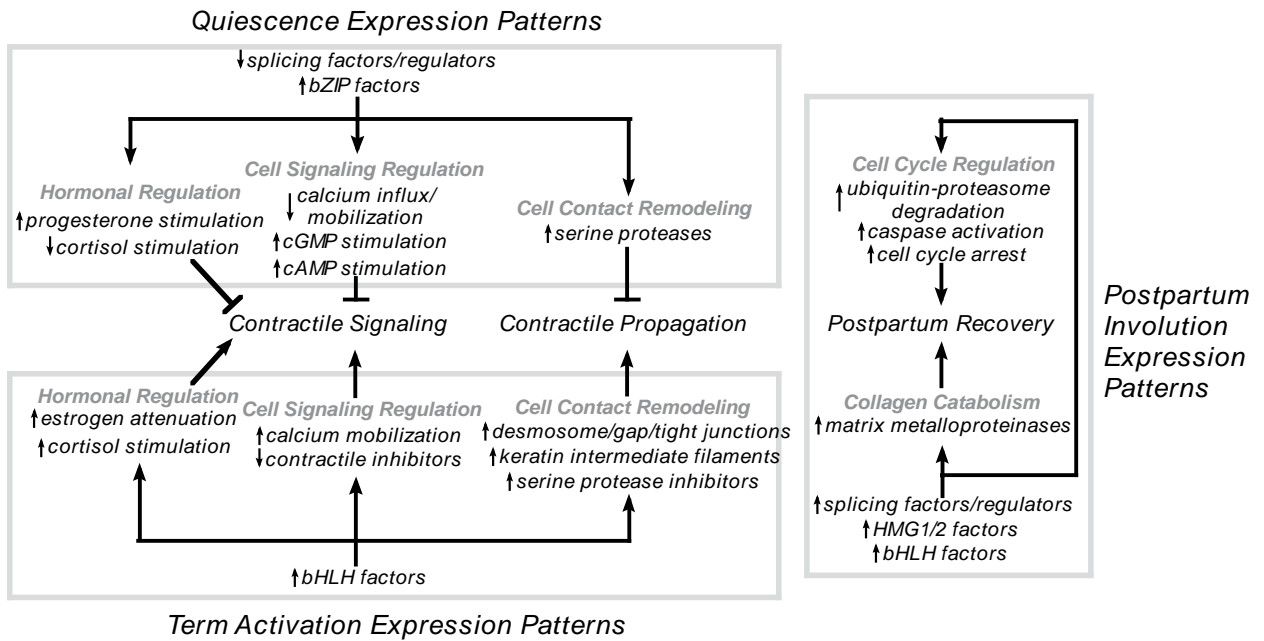 Quiescence Expression Patterns
↓splicing factors/regulators
↑bZIP factors
Hormonal Regulation
↑progesterone stimulation
↓cortisol stimulation
Cell Signaling Regulation
↓calcium influx/
mobilization
↑cGMP stimulation
↑cAMP stimulation
Cell Contact Remodeling
↑serine proteases
Contractile Signaling
Contractile Propagation
Hormonal Regulation
↑estrogen attenuation
↑cortisol stimulation
Cell Signaling Regulation
↑calcium mobilization
↓contractile inhibitors
Cell Contact Remodeling
↑desmosome/gap/tight junctions
↑keratin intermediate filaments
↑serine protease inhibitors
↑bHLH factors
Term Activation Expression Patterns
Cell Cycle Regulation
↑ubiquitin-proteasome
degradation
↑caspase activation
↑cell cycle arrest
Postpartum Recovery
Collagen Catabolism
↑matrix metalloproteinases
↑splicing factors/regulators
↑HMG1/2 factors
↑bHLH factors
Postpartum
Involution
Expression
Patterns